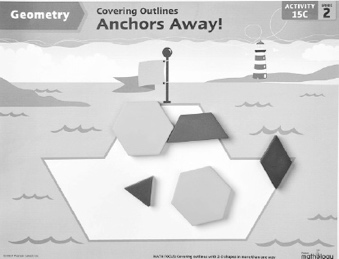 Geometry
Covering Outlines
Anchors Away!
ACTIVITY
15C
2
mathology